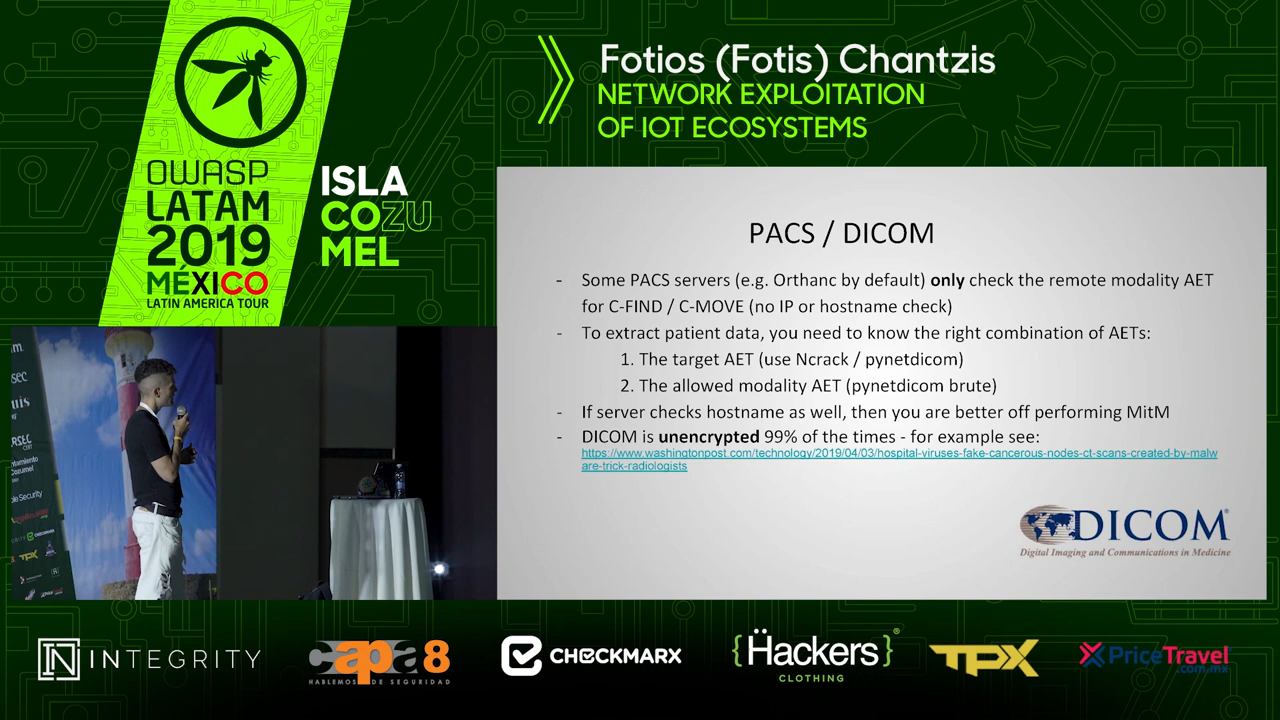 Fotios (Fotis) Chantzis
NETWORK EXPLOITATION
OF IOT ECOSYSTEMS
OWASP
LATAM
2019
MÉXICO
LATIN AMERICA TOUR
ISLA
COZU
MEL
PACS / DICOM
- Some PACS servers (e.g. Orthanc by default) only check the remote modality AET
for C-FIND / C-MOVE (no IP or hostname check)
- To extract patient data, you need to know the right combination of AETs:
1. The target AET (use Ncrack / pynetdicom)
2. The allowed modality AET (pynetdicom brute)
- If server checks hostname as well, then you are better off performing MitM
- DICOM is unencrypted 99% of the times - for example see:
https://www.washingtonpost.com/technology/2019/04/03/hospital-viruses-fake-cancerous-nodes-ct-scans-created-by-malw
are-trick-radiologists
DICOM®
Digital Imaging and Communications in Medicine
CHECKMARX
TPX
INTEGRITY
capa8
HABLEMOS DE SEGURIDAD
CHECKMARX
{Hackers}®
CLOTHING
TPX
PriceTravel
.com.mx